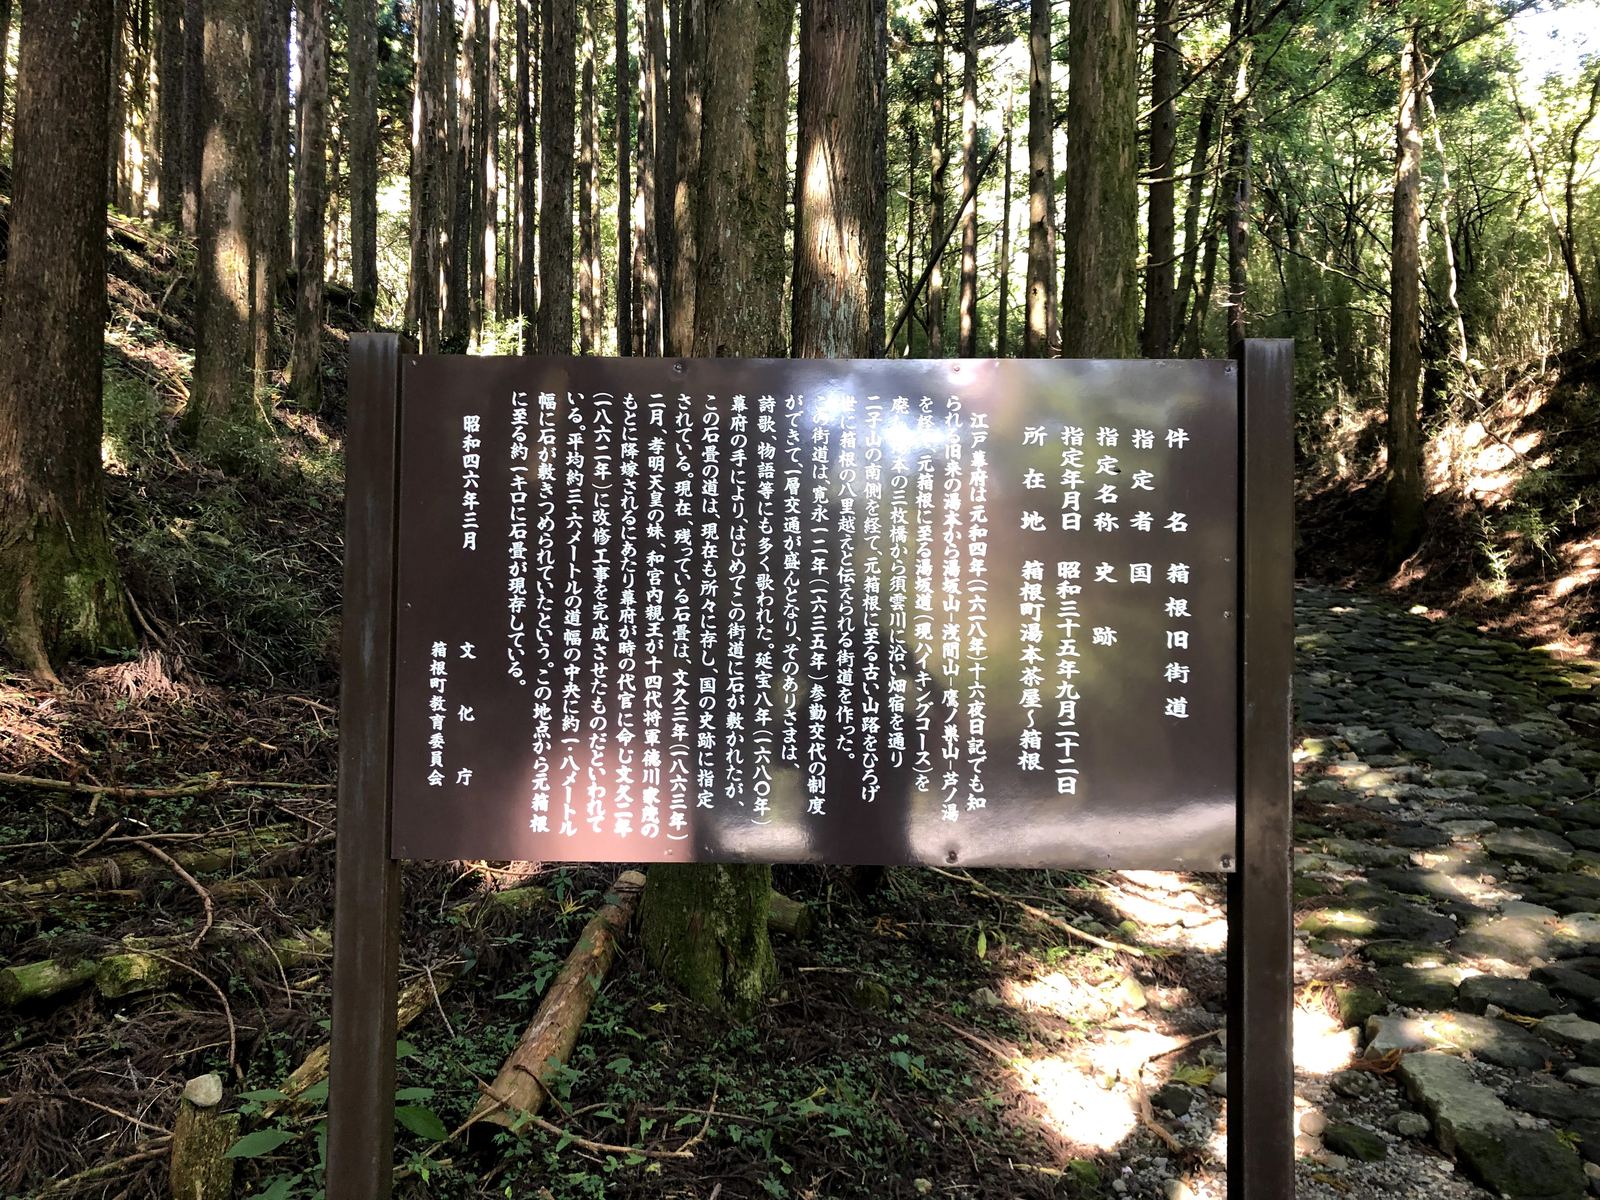 件名 箱根旧街道
指定者 国
指定名称 史跡
指定年月日 昭和三十五年九月二十二日
所在地 箱根町湯本茶屋～箱根
江戸幕府は元和四年（一六一八年）十六夜日記でも知
られる旧来の湯本から湯坂山－浅間山－鷹ノ巣山－芦ノ湯
を経 元箱根に至る湯坂道（現ハイキングコース）を
廃 本の三枚橋から須雲川に沿い畑宿を通り
二子山の南側を経て、元箱根に至る古い山路をひろげ
世に箱根の八里越えと伝えられる街道を作った。
この街道は、寛永一二年（一六三五年）参勤交代の制度
ができて、一層交通が盛んとなり、そのありさまは、
詩歌、物語等にも多く歌われた。延宝八年（一六八〇年）
幕府の手により、はじめてこの街道に石が敷かれたが、
この石畳の道は、現在も所々に存し、国の史跡に指定
されている。現在、残っている石畳は、文久三年（一八六三年）
二月、孝明天皇の妹、和宮内親王が十四代将軍徳川家茂の
もとに降嫁されるにあたり幕府が時の代官に命じ文久二年
（一八六二年）に改修工事を完成させたものだといわれて
いる。平均約三・六メートルの道幅の中央に約一・八メートル
幅に石が敷きつめられていたという。この地点から元箱根
に至る約一キロに石畳が現存している。
昭和四六年三月
文化庁
箱根町教育委員会